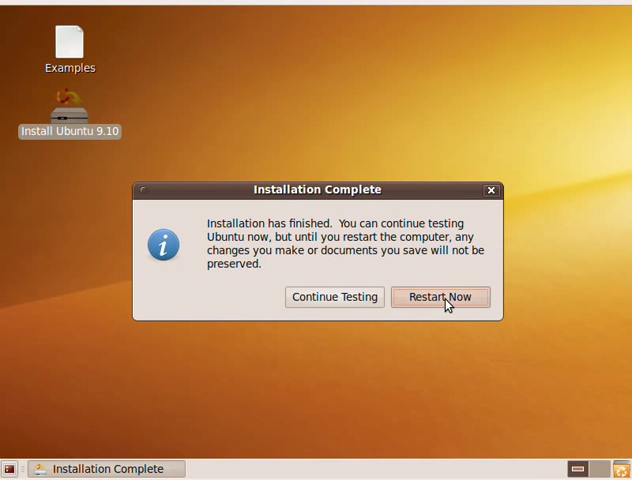 Examples
Install Ubuntu 9.10
Installation Complete
Installation has finished.  You can continue testing
Ubuntu now, but until you restart the computer, any
changes you make or documents you save will not be
preserved.
Continue Testing
Restart Now
Installation Complete